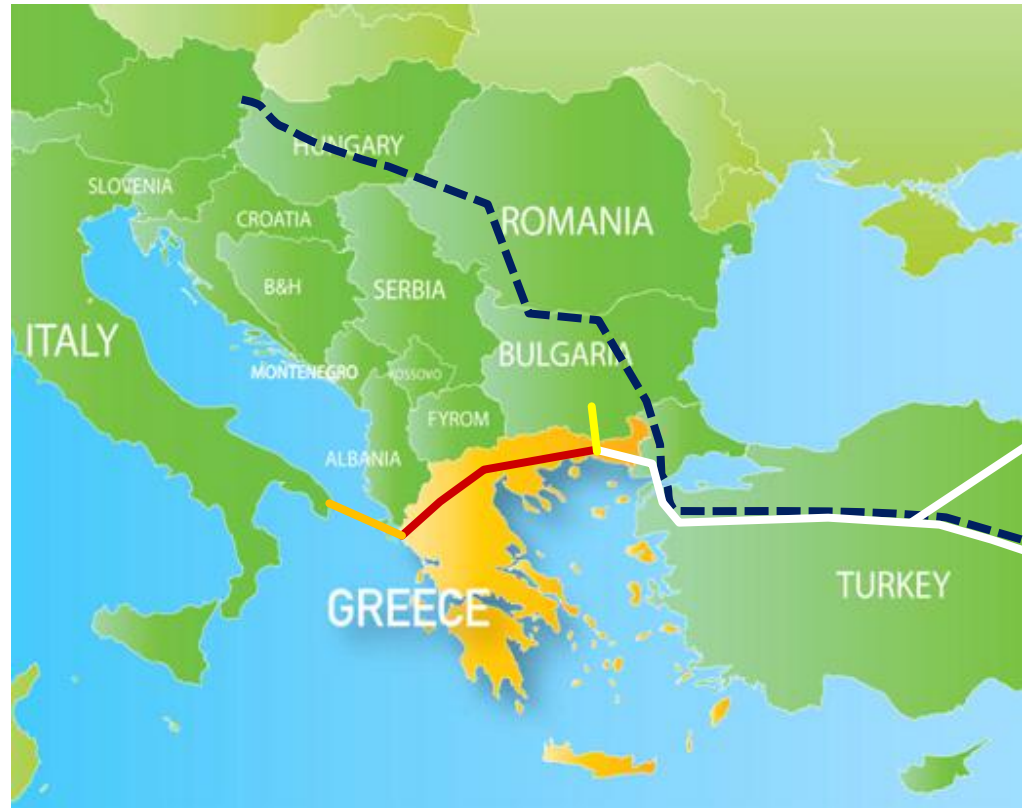 HUNGARY
SLOVENIA
CROATIA
ROMANIA
B&H
SERBIA
ITALY
BULGARIA
MONTENEGRO
KOSSOVO
FYROM
ALBANIA
TURKEY
GREECE